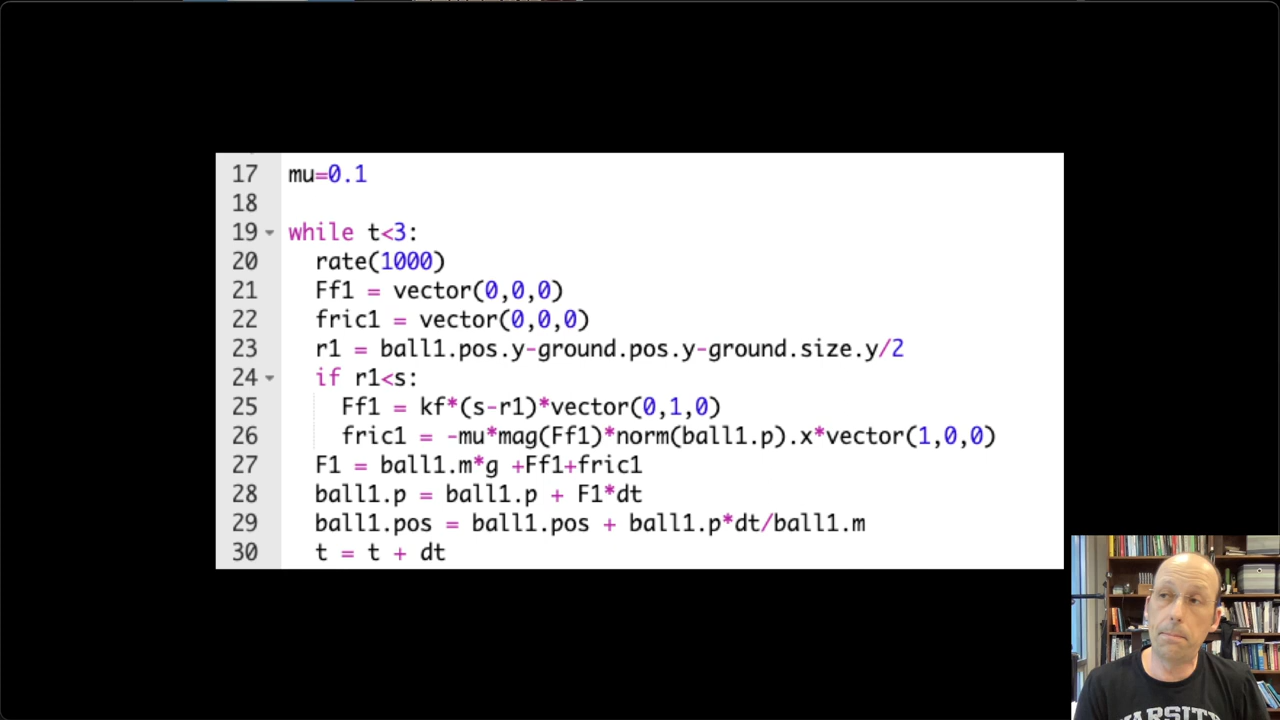 17 mu=0.1
18
19 while t<3:
20 rate(1000)
21 Ff1 = vector(0,0,0)
22 fric1 = vector(0,0,0)
23 r1 = ball1.pos.y-ground.pos.y-ground.size.y/2
24 if r1<s:
25 Ff1 = kf*(s-r1)*vector(0,1,0)
26 fric1 = -mu*mag(Ff1)*norm(ball1.p).x*vector(1,0,0)
27 F1 = ball1.m*g +Ff1+fric1
28 ball1.p = ball1.p + F1*dt
29 ball1.pos = ball1.pos + ball1.p*dt/ball1.m
30 t = t + dt